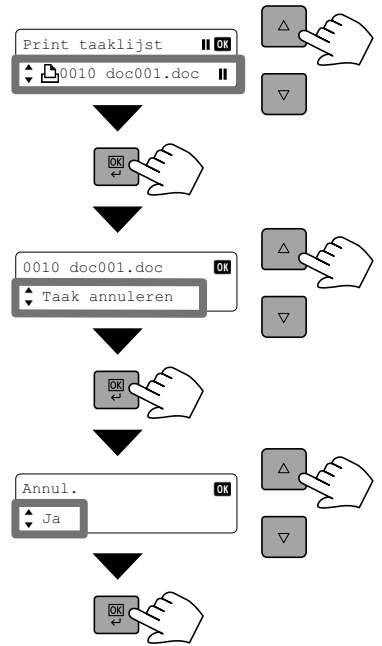 Print taaklijst OK
0010 doc001.doc
OK
0010 doc001.doc OK
Taak annuleren
OK
Annul. OK
Ja
OK